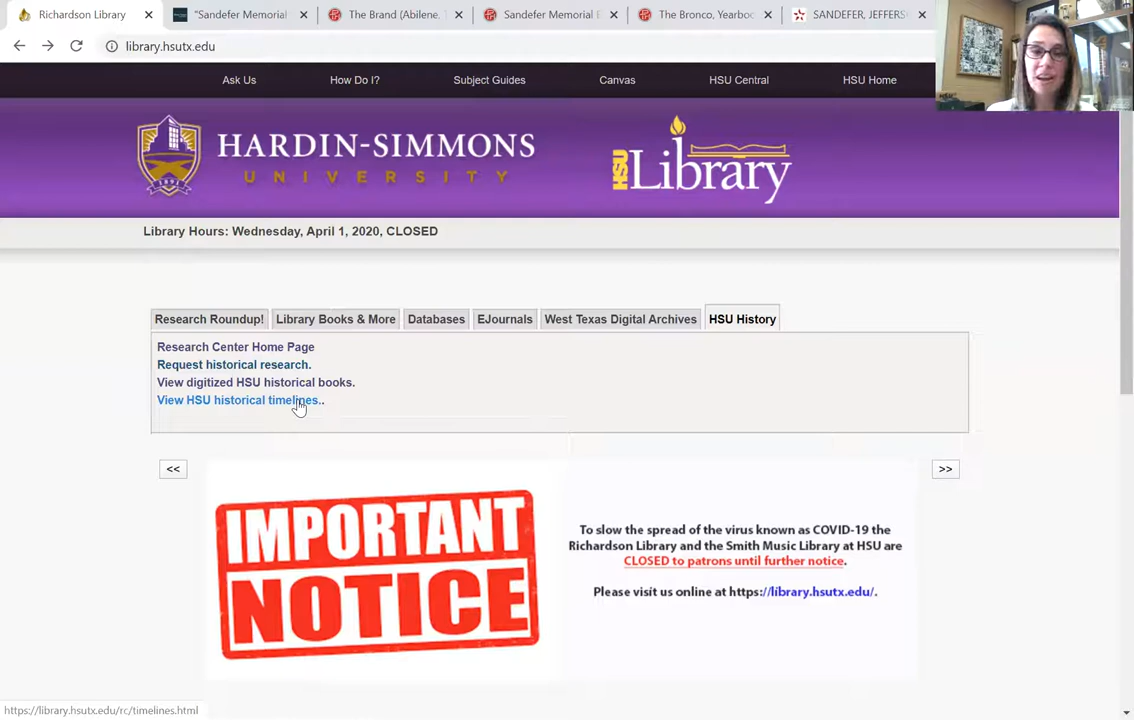 Richardson Library
"Sandefer Memorial
The Brand (Abilene,
Sandefer Memorial
The Bronco, Yearboo
SANDEFER, JEFFERS
library.hsutx.edu
Ask Us
How Do I?
Subject Guides
Canvas
HSU Central
HSU Home
HARDIN-SIMMONS
UNIVERSITY
HSU Library
Library Hours: Wednesday, April 1, 2020, CLOSED
Research Roundup!
Library Books & More
Databases
EJournals
West Texas Digital Archives
HSU History
Research Center Home Page
Request historical research.
View digitized HSU historical books.
View HSU historical timelines..
<<
>>
IMPORTANT
NOTICE
To slow the spread of the virus known as COVID-19 the
Richardson Library and the Smith Music Library at HSU are
CLOSED to patrons until further notice.
Please visit us online at https://library.hsutx.edu/.
https://library.hsutx.edu/rc/timelines.html